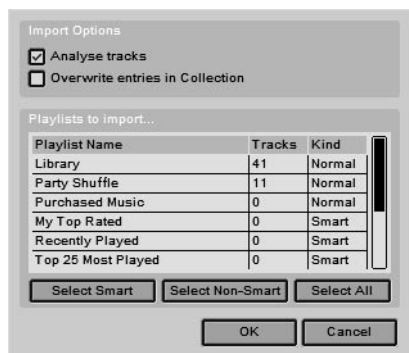 Import Options
Analyse tracks
Overwrite entries in Collection
Playlists to import...
Playlist Name Tracks Kind
Library 41 Normal
Party Shuffle 11 Normal
Purchased Music 0 Normal
My Top Rated 0 Smart
Recently Played 0 Smart
Top 25 Most Played 0 Smart
Select Smart Select Non-Smart Select All
OK Cancel